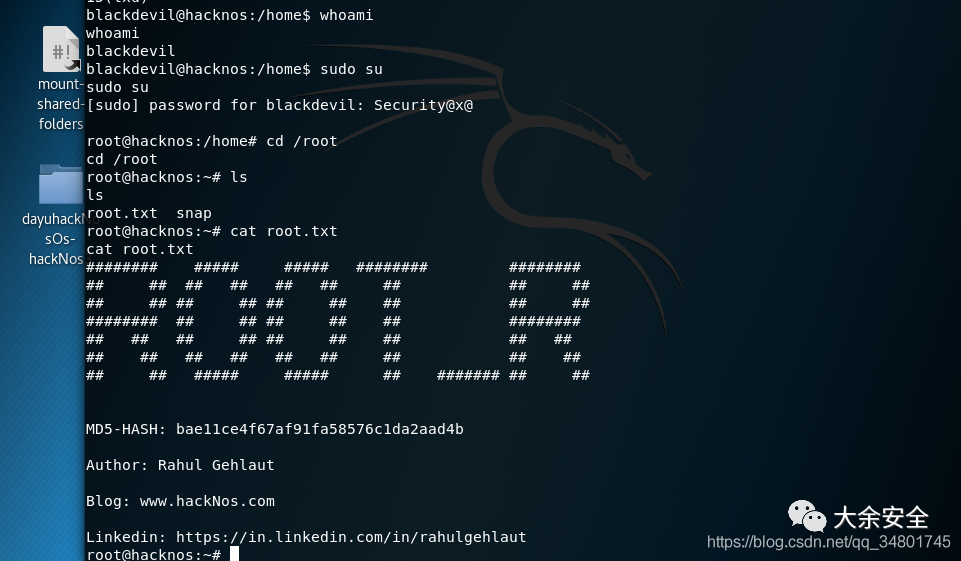 blackdevil@hacknos:/home$ whoami
whoami
blackdevil
blackdevil@hacknos:/home$ sudo su
sudo su
[sudo] password for blackdevil: Security@x@
root@hacknos:/home# cd /root
cd /root
root@hacknos:~# ls
ls
root.txt  snap
root@hacknos:~# cat root.txt
cat root.txt
########    #####     #####   ########         ########
##     ##  ##   ##   ##   ##     ##            ##     ##
##     ## ##     ## ##     ##    ##            ##     ##
########  ##     ## ##     ##    ##            ########
##   ##   ##     ## ##     ##    ##            ##   ##
##    ##   ##   ##   ##   ##     ##            ##    ##
##     ##   #####     #####      ##    ####### ##     ##
MD5-HASH: bae11ce4f67af91fa58576c1da2aad4b
Author: Rahul Gehlaut
Blog: www.hackNos.com
Linkedin: https://in.linkedin.com/in/rahulgehlaut
root@hacknos:~#
#!
mount-
shared-
folders
dayuhackN
sOs-
hackNos
大余安全
https://blog.csdn.net/qq_34801745